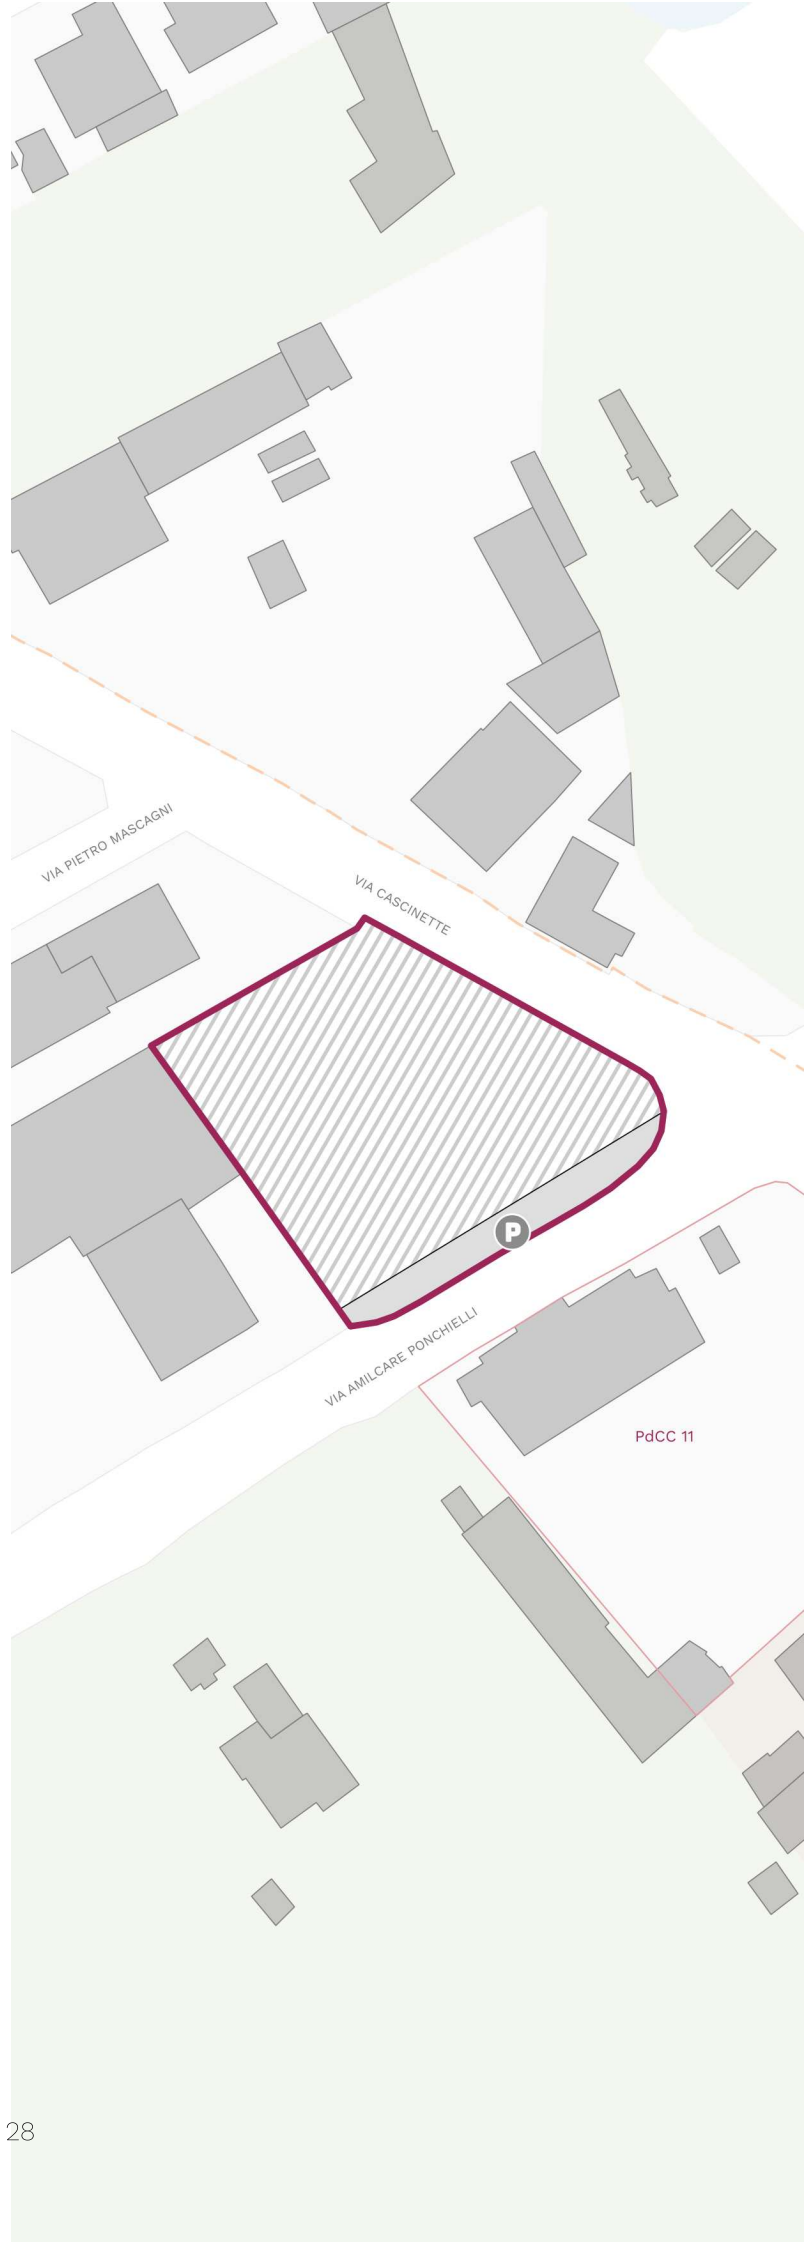 VIA PIETRO MASCAGNI
VIA CASCINETTE
P
VIA AMILCARE PONCHIELLI
PdCC 11
28